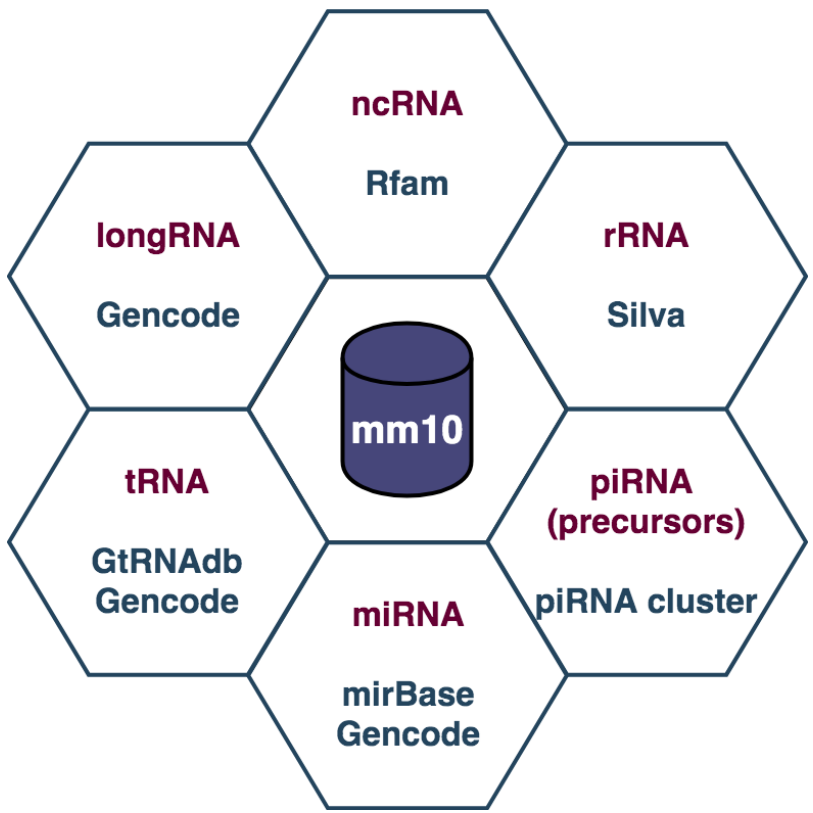 ncRNA
Rfam
longRNA
Gencode
rRNA
Silva
mm10
tRNA
GtRNAdb
Gencode
piRNA
(precursors)
piRNA cluster
miRNA
mirBase
Gencode